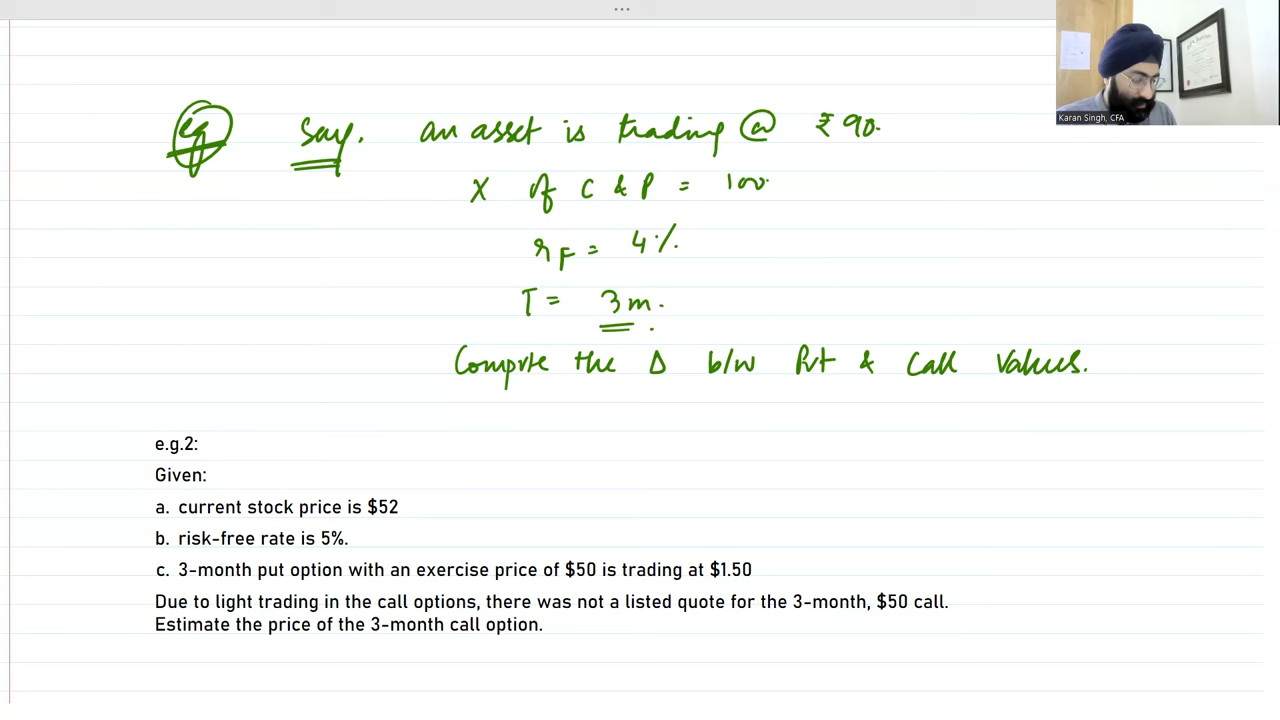 Karan Singh, CFA
eg Say, an asset is trading @ ₹ 90.
X of C & P = 100.
r_F = 4%.
T = 3m.
Compute the Δ b/w Put & Call Values.
e.g.2:
Given:
a. current stock price is $52
b. risk-free rate is 5%.
c. 3-month put option with an exercise price of $50 is trading at $1.50
Due to light trading in the call options, there was not a listed quote for the 3-month, $50 call.
Estimate the price of the 3-month call option.